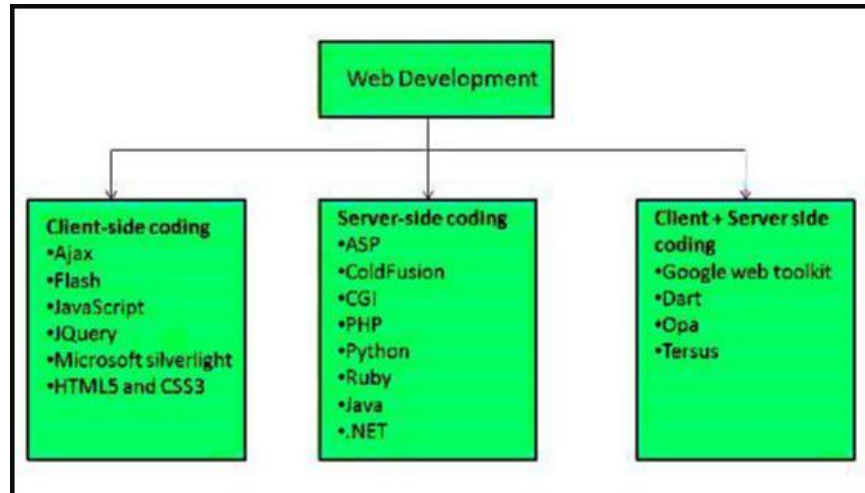 Web Development
Client-side coding
•Ajax
•Flash
•JavaScript
•JQuery
•Microsoft silverlight
•HTML5 and CSS3
Server-side coding
•ASP
•ColdFusion
•CGI
•PHP
•Python
•Ruby
•Java
•.NET
Client + Server side
coding
•Google web toolkit
•Dart
•Opa
•Tersus